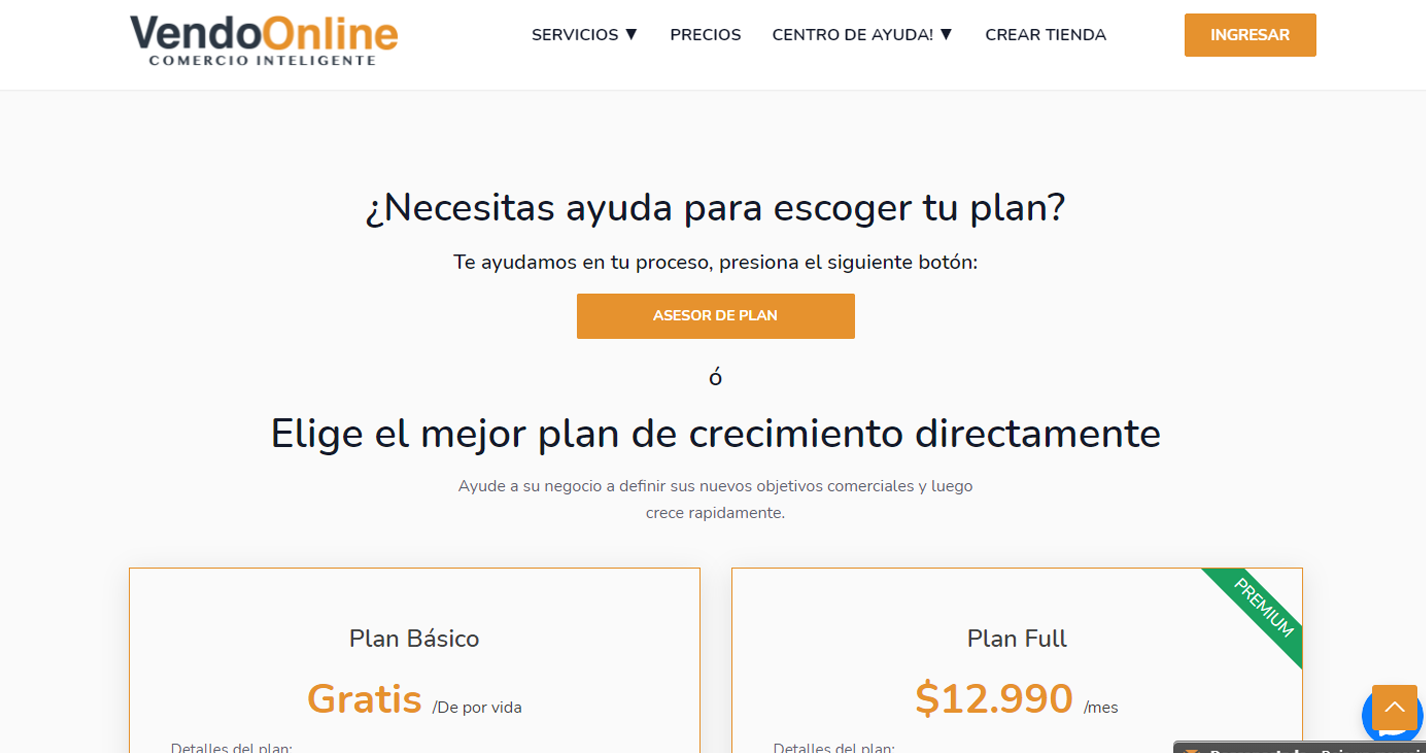 VendoOnline
COMERCIO INTELIGENTE
SERVICIOS ▼ PRECIOS CENTRO DE AYUDA! ▼ CREAR TIENDA INGRESAR
¿Necesitas ayuda para escoger tu plan?
Te ayudamos en tu proceso, presiona el siguiente botón:
ASESOR DE PLAN
ó
Elige el mejor plan de crecimiento directamente
Ayude a su negocio a definir sus nuevos objetivos comerciales y luego
crece rapidamente.
Plan Básico
Gratis /De por vida
Detalles del plan:
PREMIUM
Plan Full
$12.990 /mes
Detalles del plan: